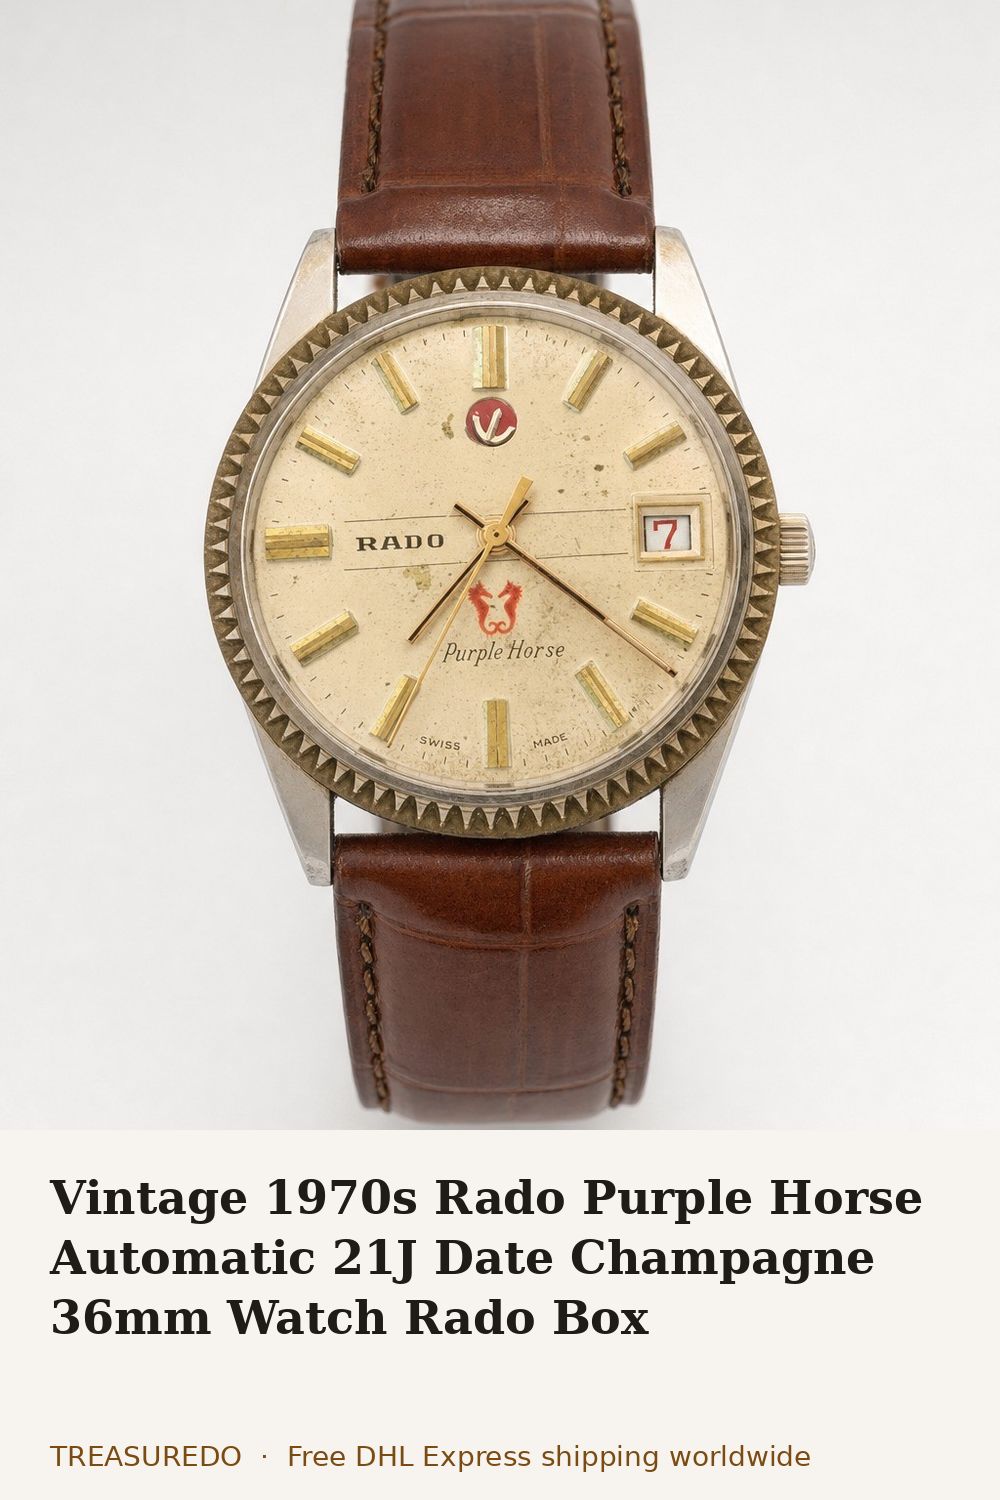 RADO
7
Purple Horse
SWISS MADE
Vintage 1970s Rado Purple Horse
Automatic 21J Date Champagne
36mm Watch Rado Box
TREASUREDO · Free DHL Express shipping worldwide